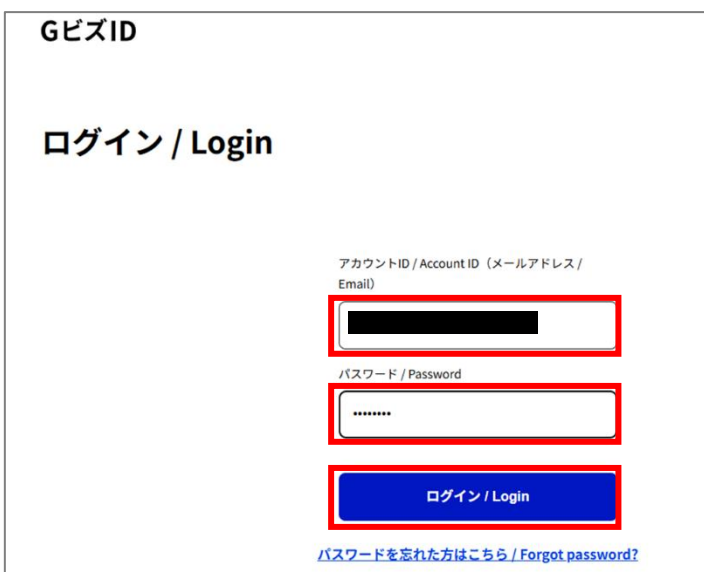 GビズID
ログイン / Login
アカウントID / Account ID（メールアドレス /
Email）
パスワード / Password
••••••••
ログイン / Login
パスワードを忘れた方はこちら / Forgot password?